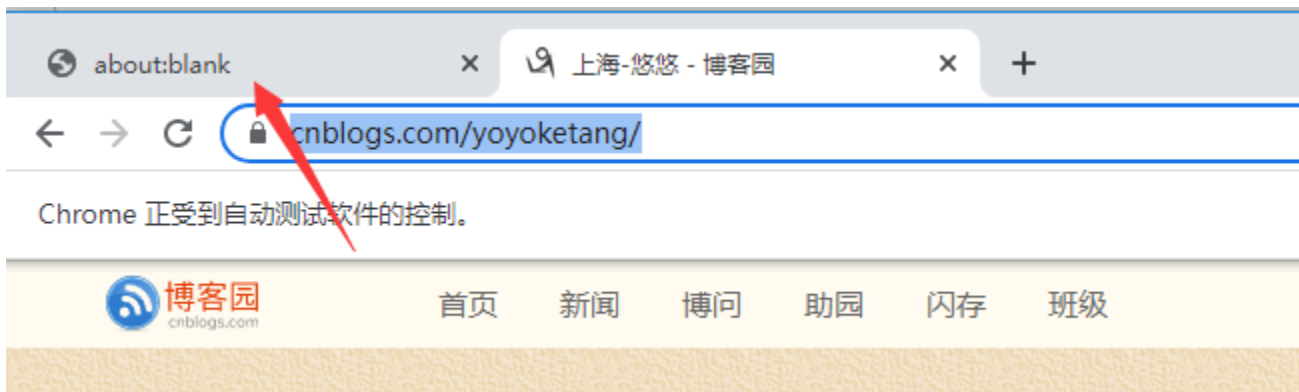 about:blank
上海-悠悠 - 博客园
cnblogs.com/yoyoketang/
Chrome 正受到自动测试软件的控制。
博客园
cnblogs.com
首页 新闻 博问 助园 闪存 班级